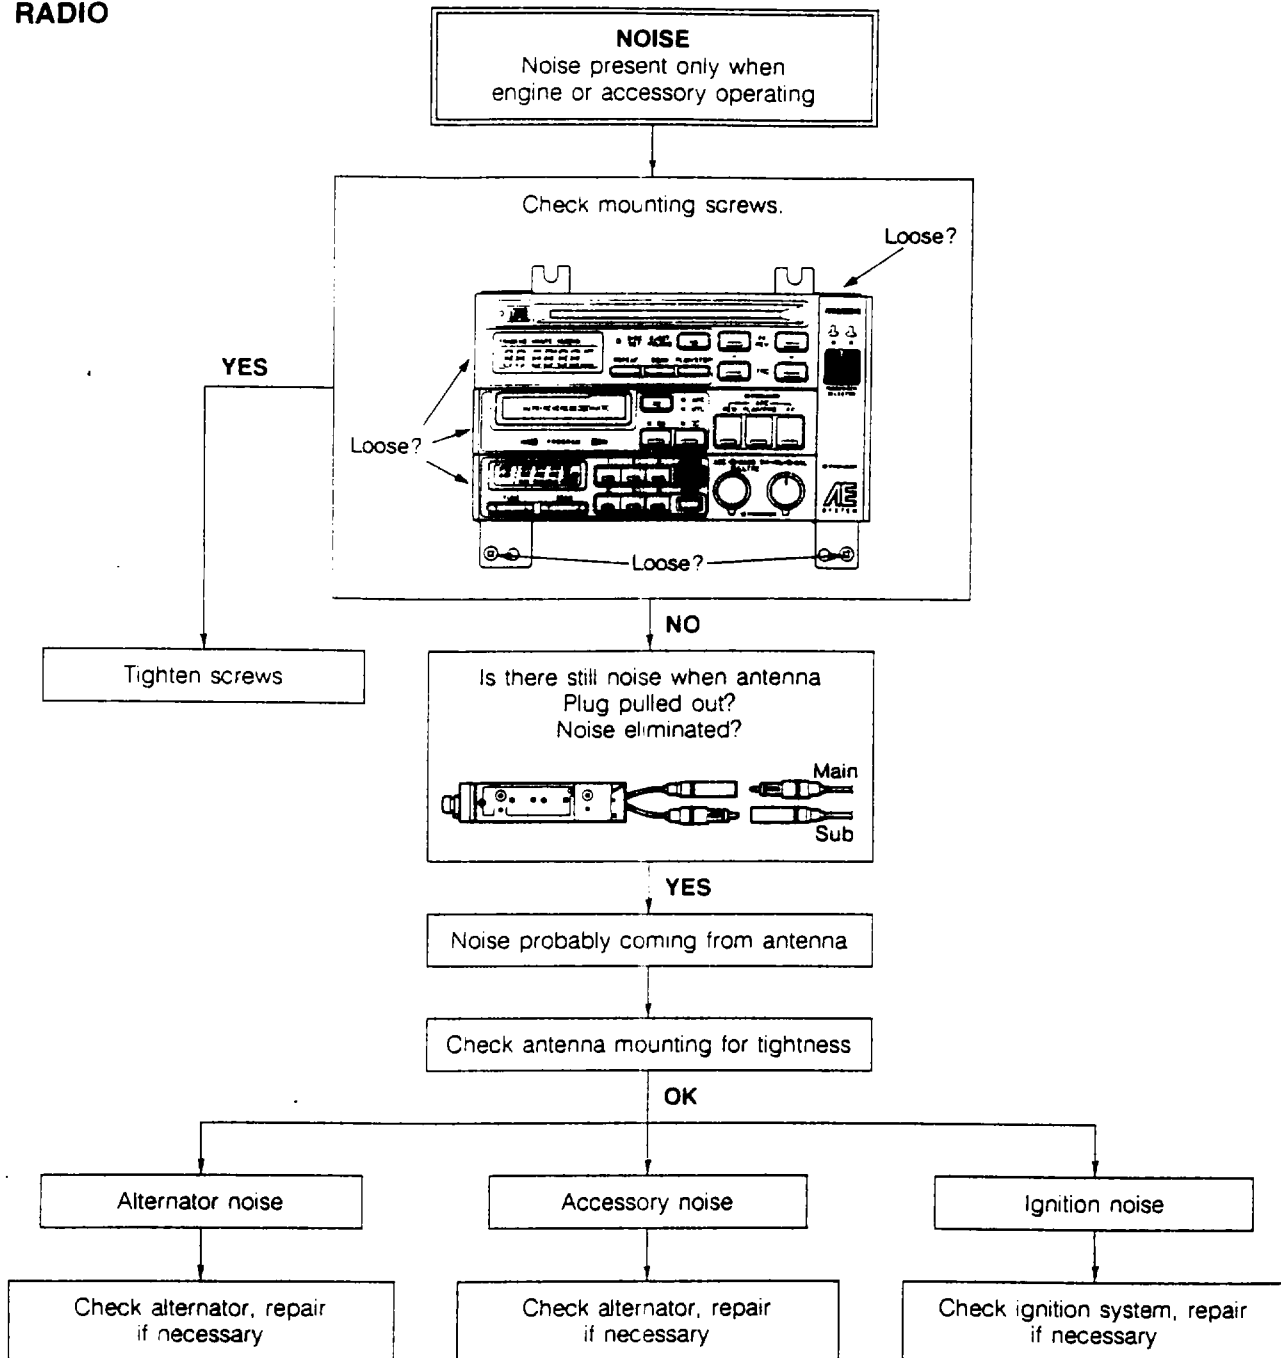 RADIO
NOISE
Noise present only when
engine or accessory operating
Check mounting screws.
Loose?
YES
Loose?
PROGRAM
AE
SYSTEM
Loose?
NO
Tighten screws
Is there still noise when antenna
Plug pulled out?
Noise eliminated?
Main
Sub
YES
Noise probably coming from antenna
Check antenna mounting for tightness
OK
Alternator noise
Accessory noise
Ignition noise
Check alternator, repair
if necessary
Check alternator, repair
if necessary
Check ignition system, repair
if necessary